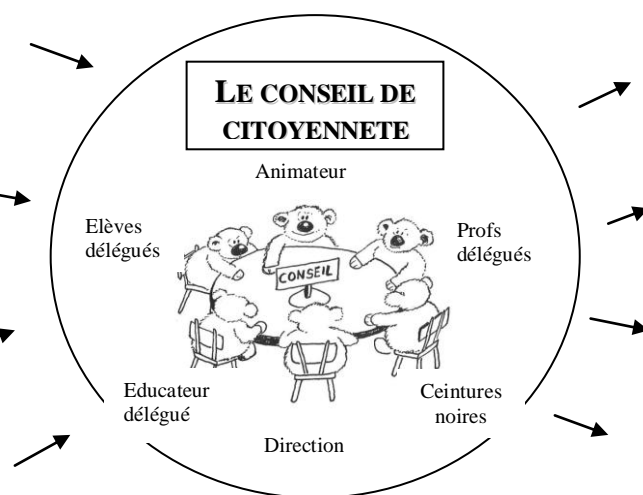 LE CONSEIL DE
CITOYENNETE
Animateur
Elèves
délégués
Profs
délégués
CONSEIL
Educateur
délégué
Ceintures
noires
Direction